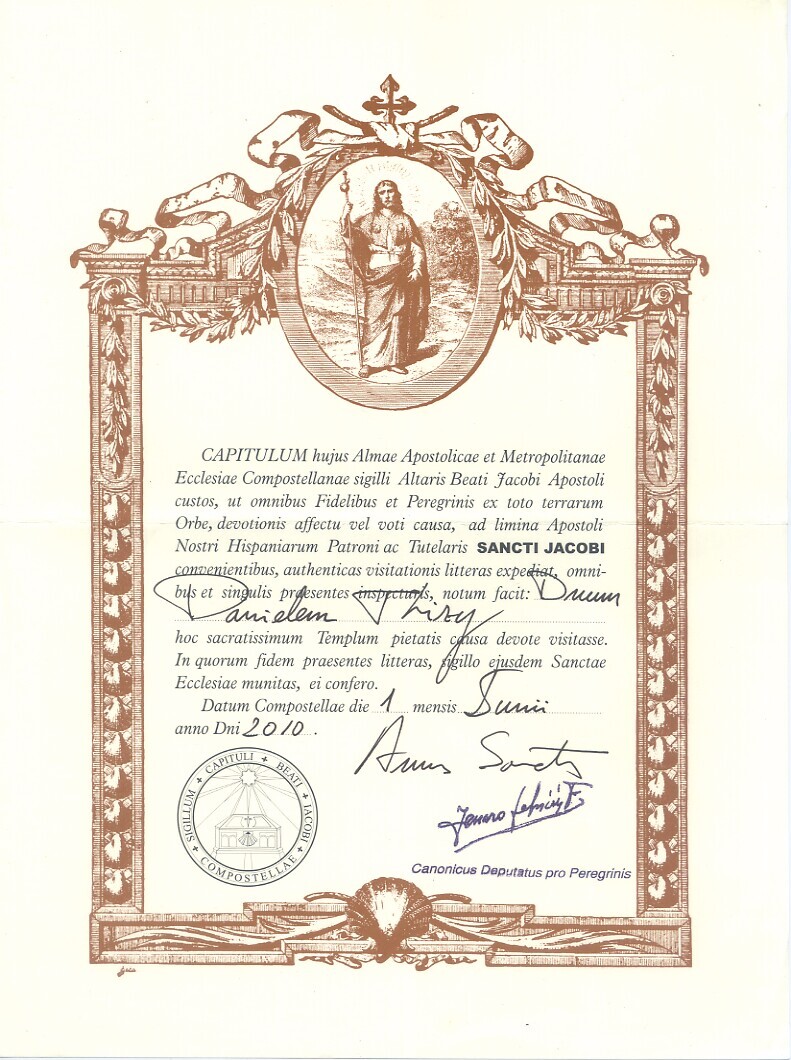 CAPITULUM hujus Almae Apostolicae et Metropolitanae
Ecclesiae Compostellanae sigilli Altaris Beati Jacobi Apostoli
custos, ut omnibus Fidelibus et Peregrinis ex toto terrarum
Orbe, devotionis affectu vel voti causa, ad limina Apostoli
Nostri Hispaniarum Patroni ac Tutelaris SANCTI JACOBI
convenientibus, authenticas visitationis litteras expediat, omni-
bus et singulis praesentes inspecturis, notum facit: Dnum
Danielem Thizy
hoc sacratissimum Templum pietatis causa devote visitasse.
In quorum fidem praesentes litteras, sigillo ejusdem Sanctae
Ecclesiae munitas, ei confero.
Datum Compostellae die 1 mensis Junii
anno Dni 2010.
Annus Sanctus
SIGILLUM CAPITULI BEATI IACOBI COMPOSTELLAE
Canonicus Deputatus pro Peregrinis